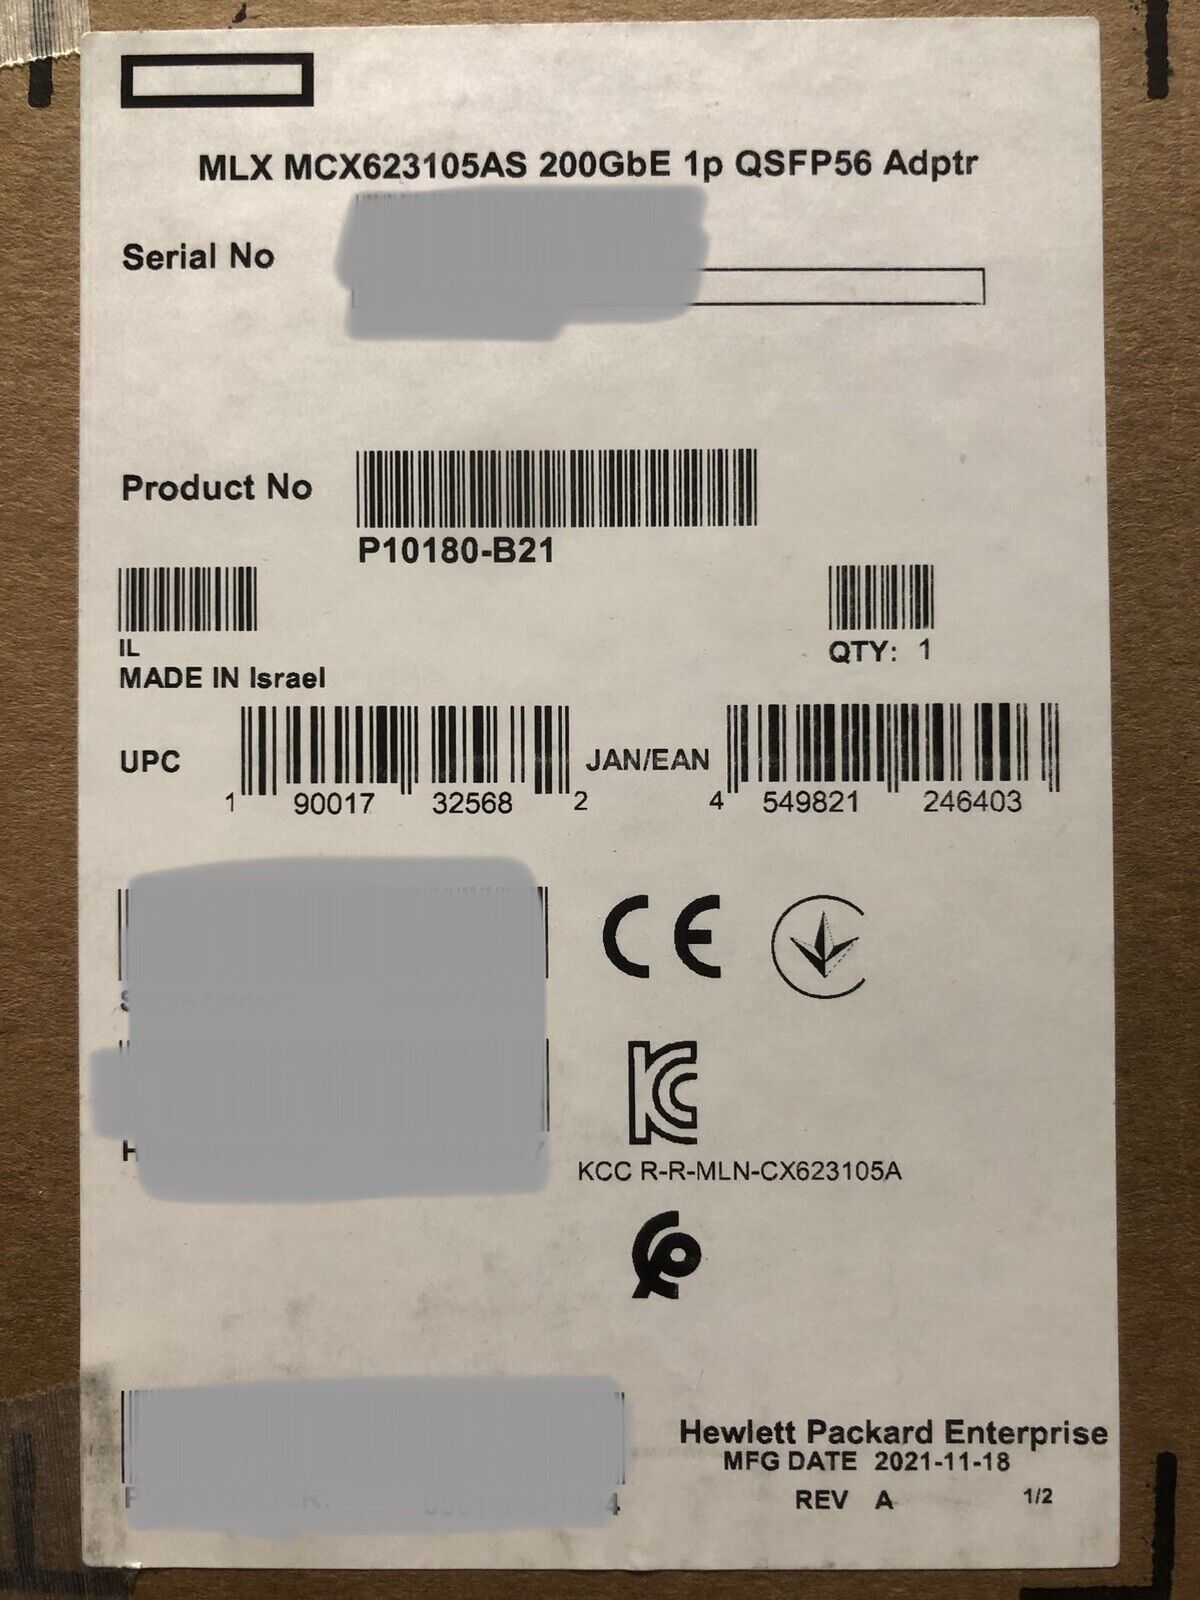 MLX MCX623105AS 200GbE 1p QSFP56 Adptr
Serial No
Product No
P10180-B21
IL
MADE IN Israel
QTY: 1
UPC
1 90017 32568 2
JAN/EAN
4 549821 246403
CE
KC
KCC R-R-MLN-CX623105A
Hewlett Packard Enterprise
MFG DATE 2021-11-18
REV A
1/2